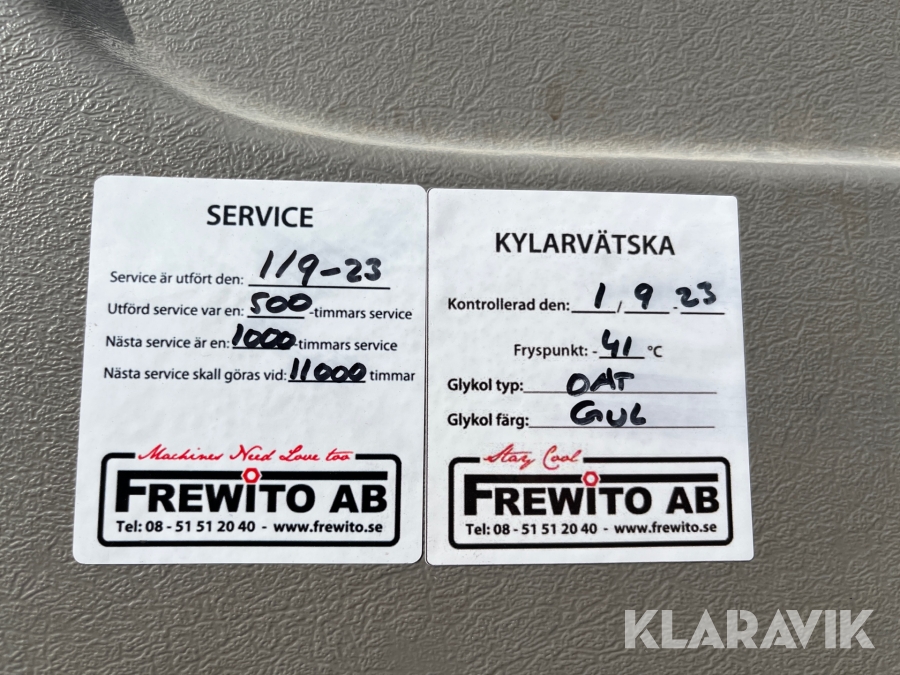 SERVICE
Service är utfört den: 1/9-23
Utförd service var en: 500 -timmars service
Nästa service är en: 1000 -timmars service
Nästa service skall göras vid: 11000 timmar
Machines Need Love too
FREWITO AB
Tel: 08 - 51 51 20 40 - www.frewito.se
KYLARVÄTSKA
Kontrollerad den: 1 / 9 - 23
Fryspunkt: - 41 °C
Glykol typ: OAT
Glykol färg: GUL
Stay Cool
FREWITO AB
Tel: 08 - 51 51 20 40 - www.frewito.se
KLARAVIK